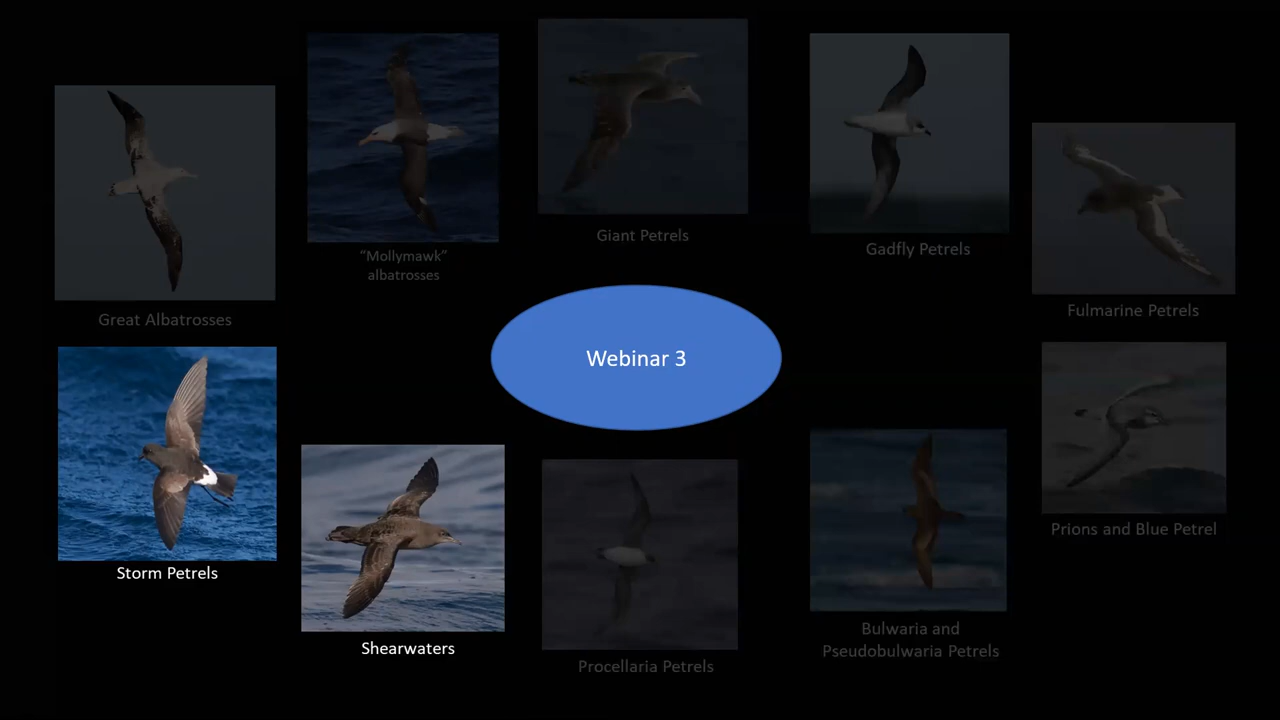 Great Albatrosses
“Mollymawk”
albatrosses
Giant Petrels
Gadfly Petrels
Fulmarine Petrels
Webinar 3
Storm Petrels
Shearwaters
Procellaria Petrels
Bulwaria and
Pseudobulwaria Petrels
Prions and Blue Petrel